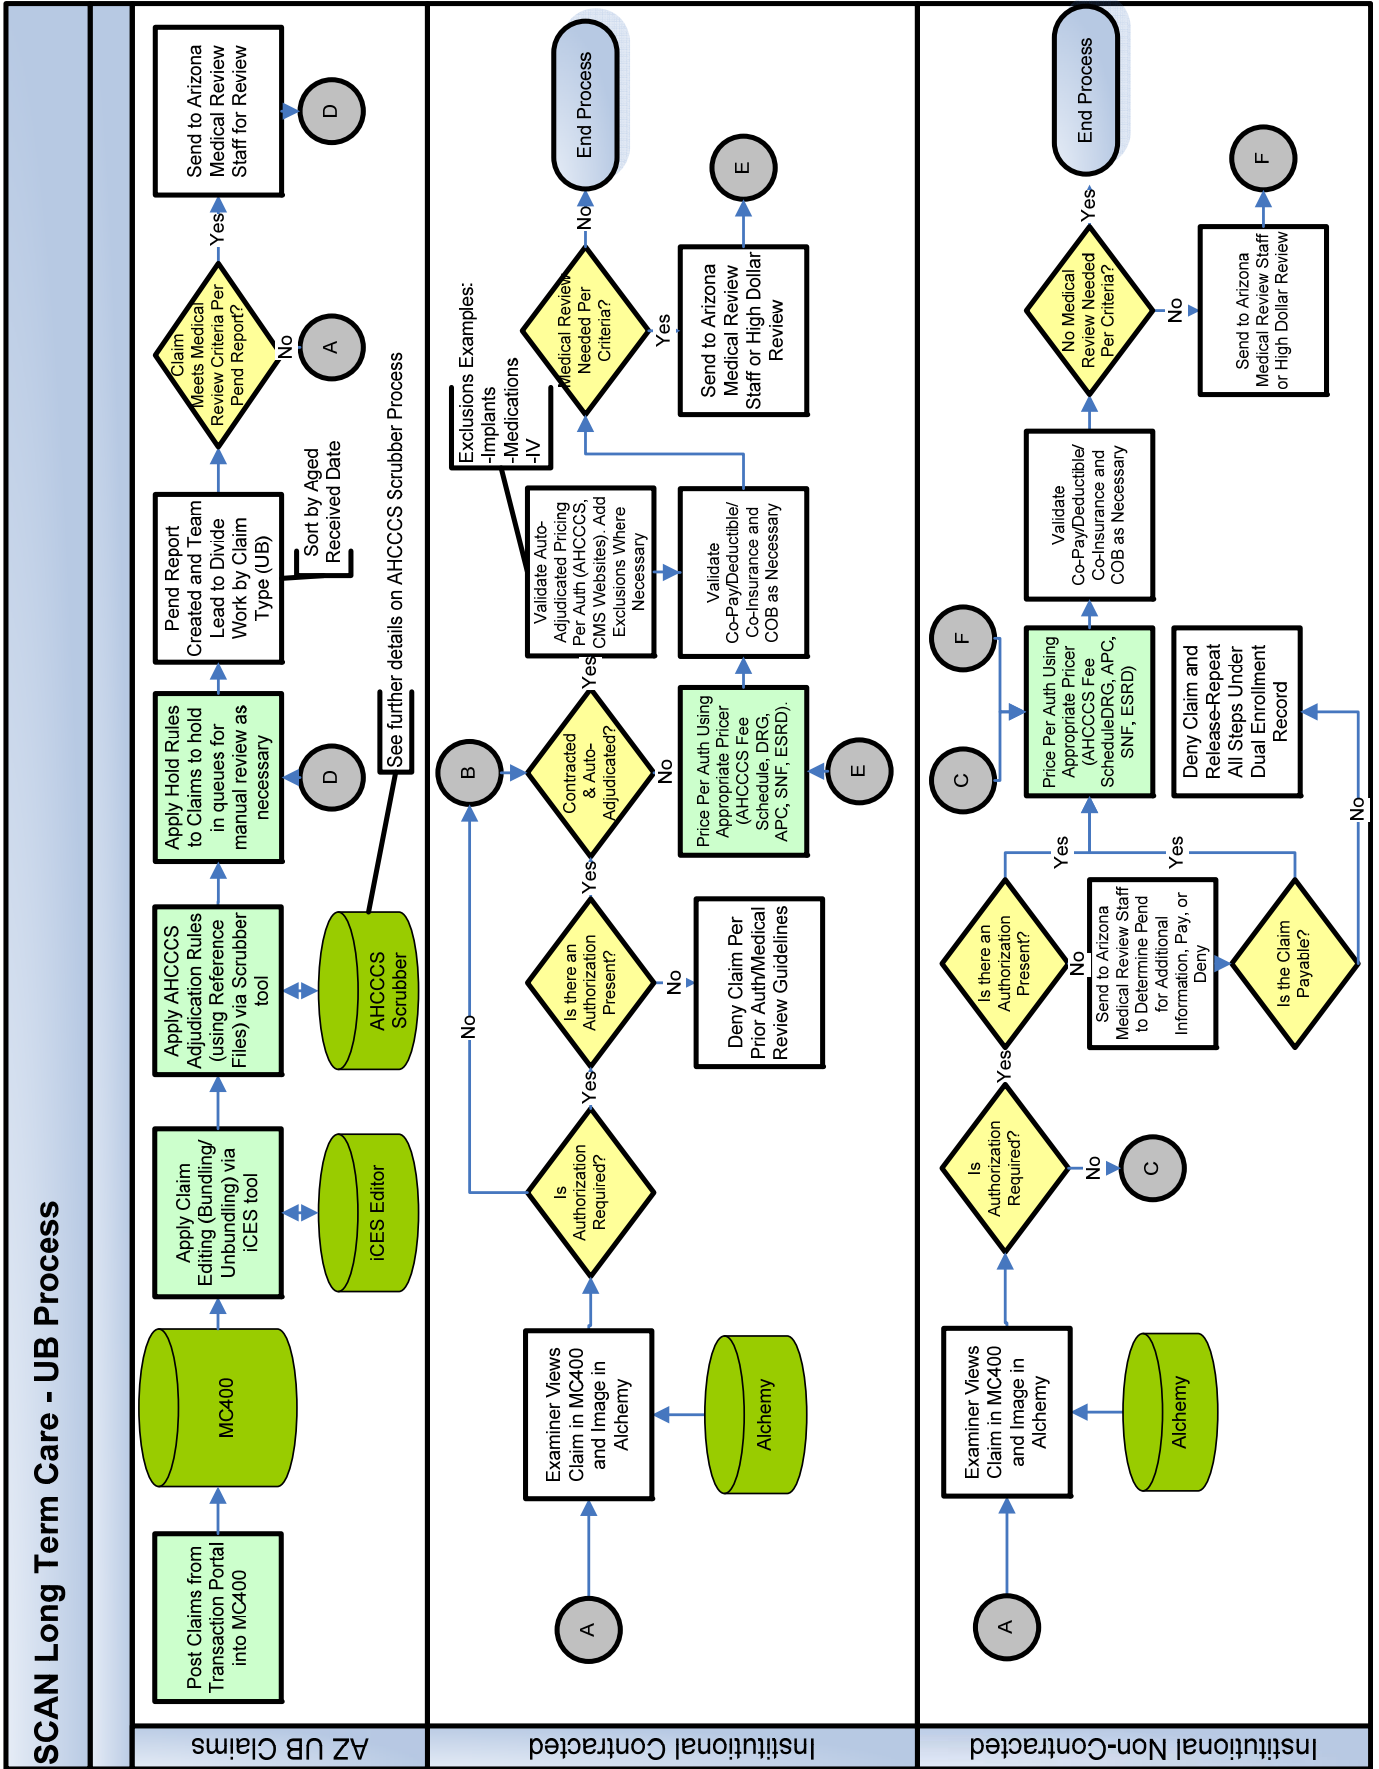 SCAN Long Term Care - UB Process
AZ UB Claims
Post Claims from
Transaction Portal
into MC400
MC400
Apply Claim
Editing (Bundling/
Unbundling) via
iCES tool
iCES Editor
Apply AHCCCS
Adjudication Rules
(using Reference
Files) via Scrubber
tool
AHCCCS
Scrubber
See further details on AHCCCS Scrubber Process
Apply Hold Rules
to Claims to hold
in queues for
manual review as
necessary
D
Pend Report
Created and Team
Lead to Divide
Work by Claim
Type (UB)
Sort by Aged
Received Date
Claim
Meets Medical
Review Criteria Per
Pend Report?
No
A
Yes
Send to Arizona
Medical Review
Staff for Review
D
Institutional Contracted
A
Examiner Views
Claim in MC400
and Image in
Alchemy
Alchemy
Is
Authorization
Required?
No
Yes
Is there an
Authorization
Present?
No
Deny Claim Per
Prior Auth/Medical
Review Guidelines
Yes
B
Contracted
& Auto-
Adjudicated?
No
Price Per Auth Using
Appropriate Pricer
(AHCCCS Fee
Schedule, DRG,
APC, SNF, ESRD).
E
Yes
Validate Auto-
Adjudicated Pricing
Per Auth (AHCCCS,
CMS Websites). Add
Exclusions Where
Necessary
Exclusions Examples:
-Implants
-Medications
-IV
Validate
Co-Pay/Deductible/
Co-Insurance and
COB as Necessary
Medical Review
Needed Per
Criteria?
No
End Process
Yes
Send to Arizona
Medical Review
Staff or High Dollar
Review
E
Institutional Non-Contracted
A
Examiner Views
Claim in MC400
and Image in
Alchemy
Alchemy
Is
Authorization
Required?
No
C
Yes
Is there an
Authorization
Present?
No
Send to Arizona
Medical Review Staff
to Determine Pend
for Additional
Information, Pay, or
Deny
Is the Claim
Payable?
Yes
Yes
No
Deny Claim and
Release-Repeat
All Steps Under
Dual Enrollment
Record
C
F
Price Per Auth Using
Appropriate Pricer
(AHCCCS Fee
ScheduleDRG, APC,
SNF, ESRD)
Validate
Co-Pay/Deductible/
Co-Insurance and
COB as Necessary
No Medical
Review Needed
Per Criteria?
Yes
End Process
No
Send to Arizona
Medical Review Staff
or High Dollar Review
F